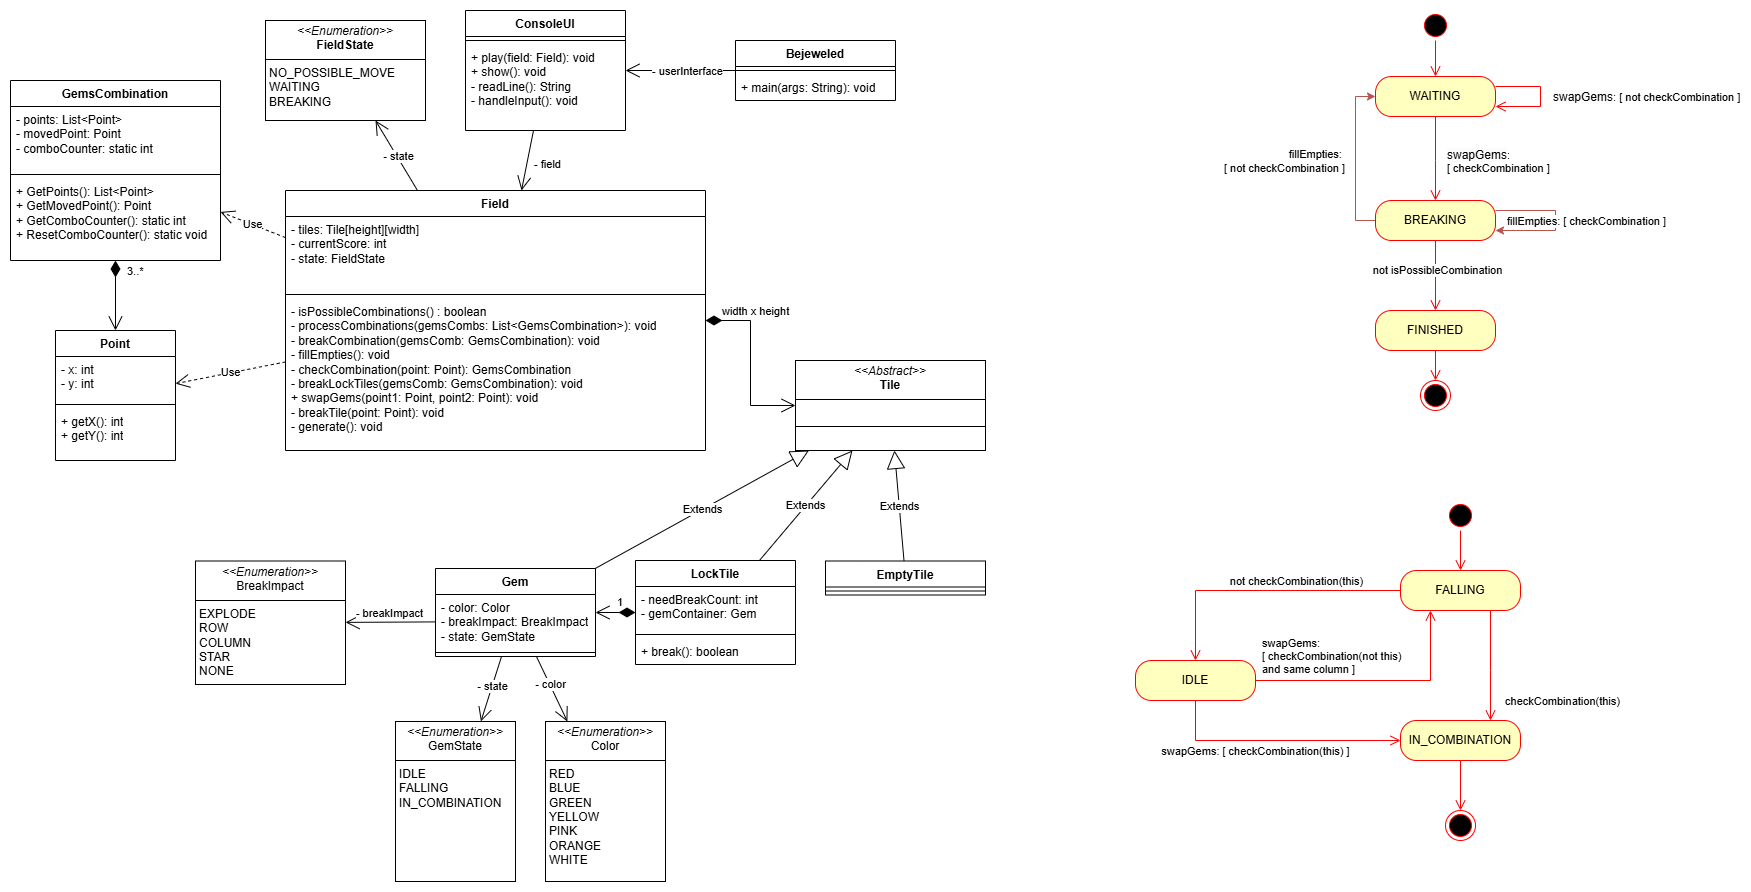 <<Enumeration>>
FieldState
NO_POSSIBLE_MOVE
WAITING
BREAKING
ConsoleUI
+ play(field: Field): void
+ show(): void
- readLine(): String
- handleInput(): void
- userInterface
Bejeweled
+ main(args: String): void
GemsCombination
- points: List<Point>
- movedPoint: Point
- comboCounter: static int
+ GetPoints(): List<Point>
+ GetMovedPoint(): Point
+ GetComboCounter(): static int
+ ResetComboCounter(): static void
- state
- field
Use
3..*
Field
- tiles: Tile[height][width]
- currentScore: int
- state: FieldState
- isPossibleCombinations() : boolean
- processCombinations(gemsCombs: List<GemsCombination>): void
- breakCombination(gemsComb: GemsCombination): void
- fillEmpties(): void
- checkCombination(point: Point): GemsCombination
- breakLockTiles(gemsComb: GemsCombination): void
+ swapGems(point1: Point, point2: Point): void
- breakTile(point: Point): void
- generate(): void
width x height
Point
- x: int
- y: int
+ getX(): int
+ getY(): int
Use
<<Abstract>>
Tile
Extends
Extends
Extends
<<Enumeration>>
BreakImpact
EXPLODE
ROW
COLUMN
STAR
NONE
- breakImpact
Gem
- color: Color
- breakImpact: BreakImpact
- state: GemState
1
LockTile
- needBreakCount: int
- gemContainer: Gem
+ break(): boolean
EmptyTile
- state
- color
<<Enumeration>>
GemState
IDLE
FALLING
IN_COMBINATION
<<Enumeration>>
Color
RED
BLUE
GREEN
YELLOW
PINK
ORANGE
WHITE
WAITING
swapGems: [ not checkCombination ]
fillEmpties:
[ not checkCombination ]
swapGems:
[ checkCombination ]
BREAKING
fillEmpties: [ checkCombination ]
not isPossibleCombination
FINISHED
FALLING
not checkCombination(this)
swapGems:
[ checkCombination(not this)
and same column ]
IDLE
checkCombination(this)
IN_COMBINATION
swapGems: [ checkCombination(this) ]